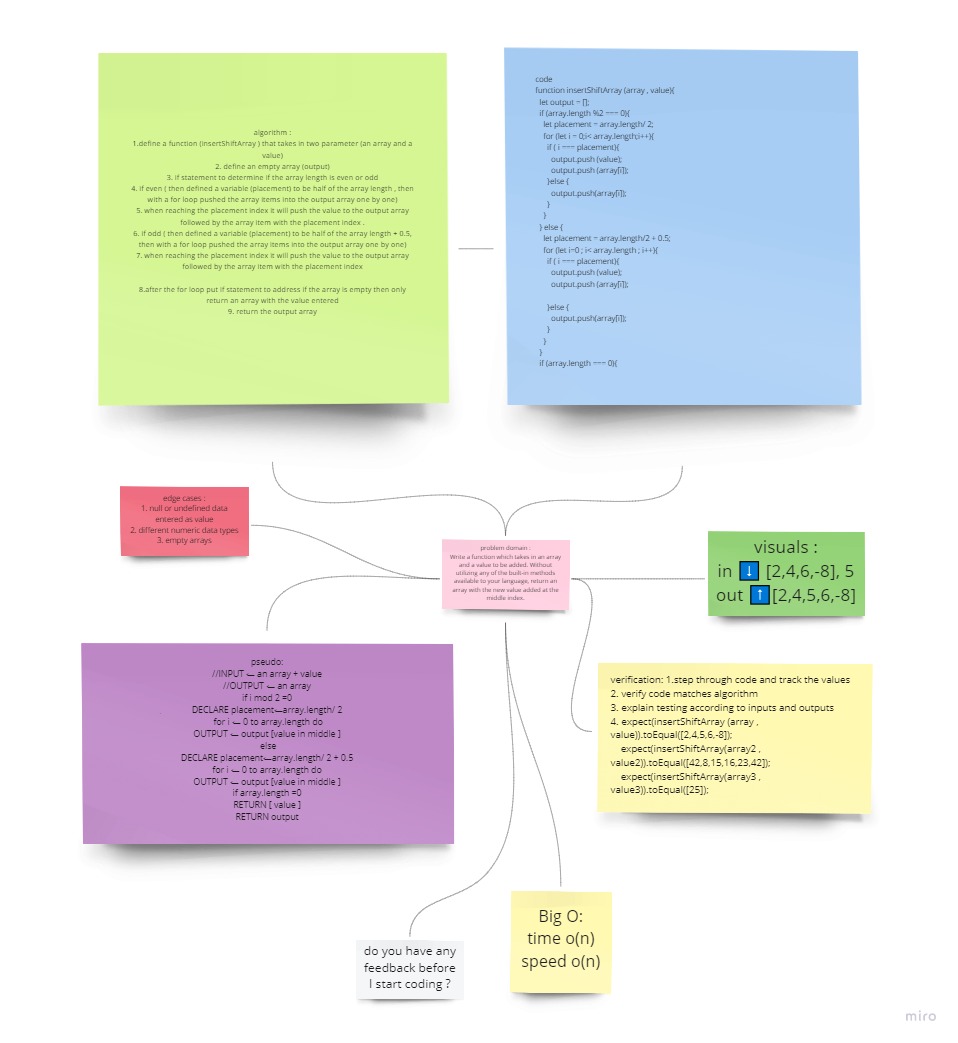 algorithm :
1.define a function (insertShiftArray ) that takes in two parameter (an array and a
value)
2. define an empty array (output)
3. if statement to determine if the array length is even or odd
4. if even ( then defined a variable (placement) to be half of the array length , then
with a for loop pushed the array items into the output array one by one)
5. when reaching the placement index it will push the value to the output array
followed by the array item with the placement index .
6. if odd ( then defined a variable (placement) to be half of the array length + 0.5,
then with a for loop pushed the array items into the output array one by one)
7. when reaching the placement index it will push the value to the output array
followed by the array item with the placement index
8.after the for loop put if statement to address if the array is empty then only
return an array with the value entered
9. return the output array
code
function insertShiftArray (array , value){
let output = [];
if (array.length %2 === 0){
let placement = array.length/ 2;
for (let i = 0;i< array.length;i++){
if ( i === placement){
output.push (value);
output.push (array[i]);
}else {
output.push(array[i]);
}
}
} else {
let placement = array.length/2 + 0.5;
for (let i=0 ; i< array.length ; i++){
if ( i === placement){
output.push (value);
output.push (array[i]);
}else {
output.push(array[i]);
}
}
}
if (array.length === 0){
edge cases :
1. null or undefined data
entered as value
2. different numeric data types
3. empty arrays
problem domain :
Write a function which takes in an array
and a value to be added. Without
utilizing any of the built-in methods
available to your language, return an
array with the new value added at the
middle index.
visuals :
in ⬇ [2,4,6,-8], 5
out ⬆[2,4,5,6,-8]
pseudo:
//INPUT ← an array + value
//OUTPUT ← an array
if i mod 2 =0
DECLARE placement←array.length/ 2
for i ← 0 to array.length do
OUTPUT ← output [value in middle ]
else
DECLARE placement←array.length/ 2 + 0.5
for i ← 0 to array.length do
OUTPUT ← output [value in middle ]
if array.length =0
RETURN [ value ]
RETURN output
verification: 1.step through code and track the values
2. verify code matches algorithm
3. explain testing according to inputs and outputs
4. expect(insertShiftArray (array ,
value)).toEqual([2,4,5,6,-8]);
expect(insertShiftArray(array2 ,
value2)).toEqual([42,8,15,16,23,42]);
expect(insertShiftArray(array3 ,
value3)).toEqual([25]);
do you have any
feedback before
I start coding ?
Big O:
time o(n)
speed o(n)
miro